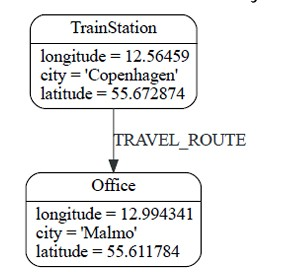 TrainStation
longitude = 12.56459
city = 'Copenhagen'
latitude = 55.672874
TRAVEL_ROUTE
Office
longitude = 12.994341
city = 'Malmo'
latitude = 55.611784